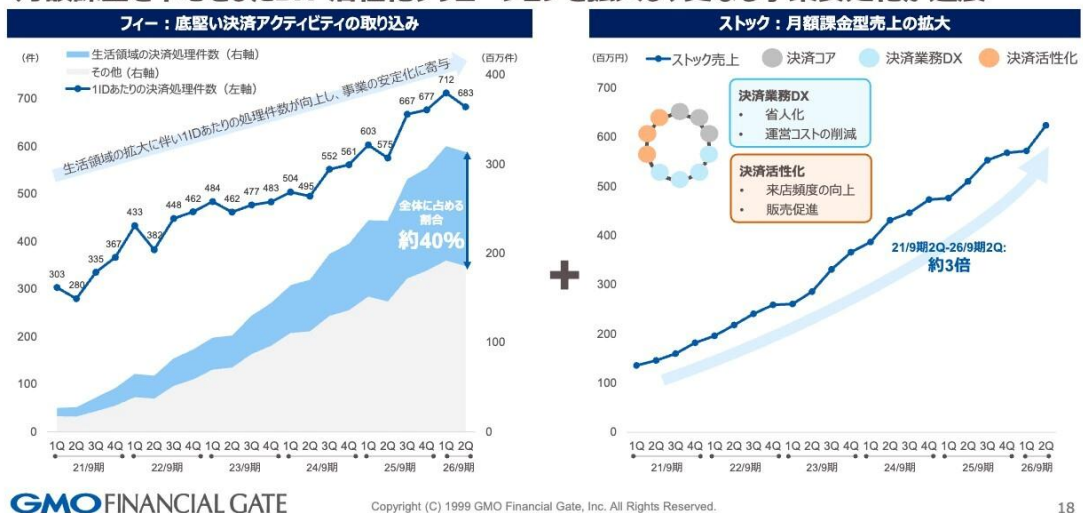 フィー：底堅い決済アクティビティの取り込み
(件)
生活領域の決済処理件数（右軸）
その他（右軸）
1IDあたりの決済処理件数（左軸）
(百万件)
生活領域の拡大に伴い1IDあたりの処理件数が向上し、事業の安定化に寄与
700
600
500
400
300
200
100
0
400
300
200
100
0
303
280
335
367
433
382
448
462
484
462
477
483
504
495
552
561
603
575
667
677
712
683
全体に占める
割合
約40%
1Q 2Q 3Q 4Q 1Q 2Q 3Q 4Q 1Q 2Q 3Q 4Q 1Q 2Q 3Q 4Q 1Q 2Q 3Q 4Q 1Q 2Q
21/9期 22/9期 23/9期 24/9期 25/9期 26/9期
+
ストック：月額課金型売上の拡大
(百万円)
ストック売上 決済コア 決済業務DX 決済活性化
700
600
500
400
300
200
100
0
決済業務DX
• 省人化
• 運営コストの削減
決済活性化
• 来店頻度の向上
• 販売促進
21/9期2Q-26/9期2Q:
約3倍
1Q 2Q 3Q 4Q 1Q 2Q 3Q 4Q 1Q 2Q 3Q 4Q 1Q 2Q 3Q 4Q 1Q 2Q 3Q 4Q 1Q 2Q
21/9期 22/9期 23/9期 24/9期 25/9期 26/9期
GMO FINANCIAL GATE
Copyright (C) 1999 GMO Financial Gate, Inc. All Rights Reserved.
18